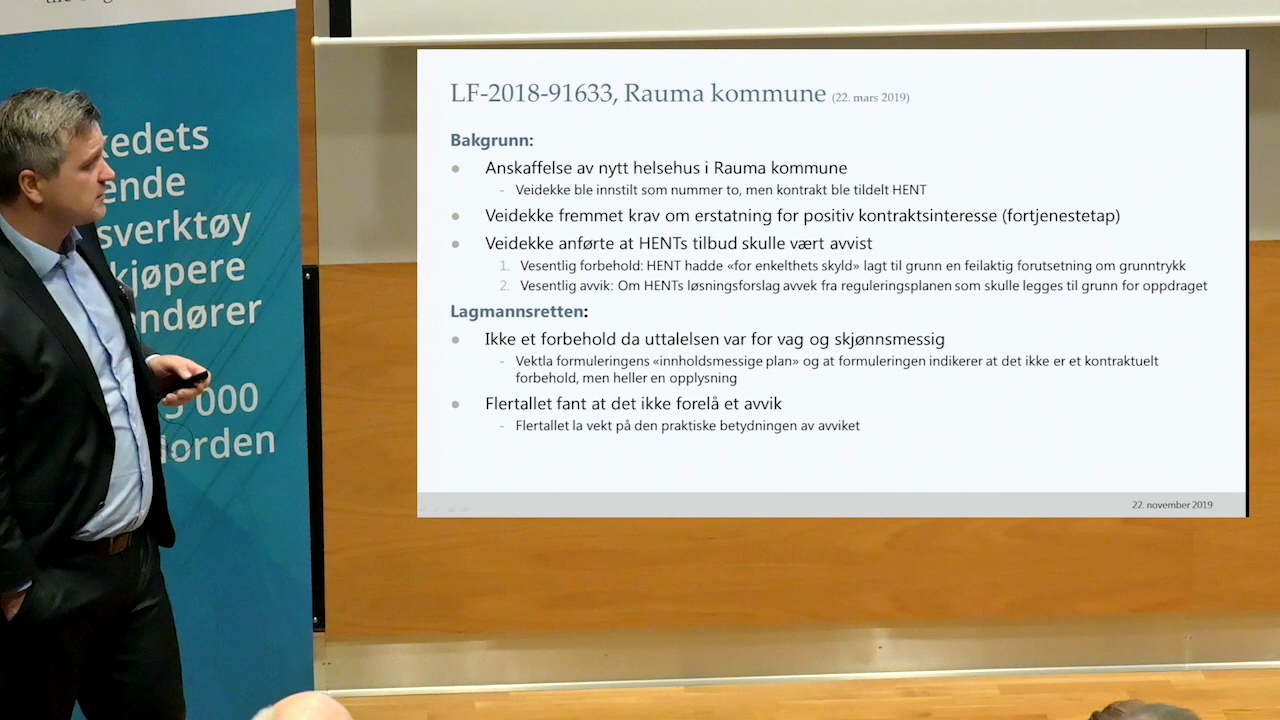 kedets
ende
sverktøy
kjøpere
ndører
5 000
Norden
LF-2018-91633, Rauma kommune (22. mars 2019)
Bakgrunn:
● Anskaffelse av nytt helsehus i Rauma kommune
- Veidekke ble innstilt som nummer to, men kontrakt ble tildelt HENT
● Veidekke fremmet krav om erstatning for positiv kontraktsinteresse (fortjenestetap)
● Veidekke anførte at HENTs tilbud skulle vært avvist
1. Vesentlig forbehold: HENT hadde «for enkelthets skyld» lagt til grunn en feilaktig forutsetning om grunntrykk
2. Vesentlig avvik: Om HENTs løsningsforslag avvek fra reguleringsplanen som skulle legges til grunn for oppdraget
Lagmannsretten:
● Ikke et forbehold da uttalelsen var for vag og skjønnsmessig
- Vektla formuleringens «innholdsmessige plan» og at formuleringen indikerer at det ikke er et kontraktuelt
forbehold, men heller en opplysning
● Flertallet fant at det ikke forelå et avvik
- Flertallet la vekt på den praktiske betydningen av avviket
22. november 2019